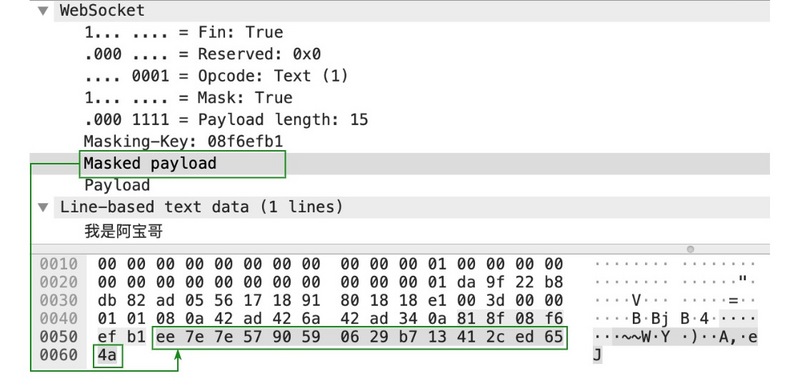 WebSocket
1... .... = Fin: True
.000 .... = Reserved: 0x0
.... 0001 = Opcode: Text (1)
1... .... = Mask: True
.000 1111 = Payload length: 15
Masking-Key: 08f6efb1
Masked payload
Payload
Line-based text data (1 lines)
我是阿宝哥
0010 00 00 00 00 00 00 00 00 00 00 00 01 00 00 00 00 ········ ········
0020 00 00 00 00 00 00 00 00 00 00 00 01 da 9f 22 b8 ········ ······"·
0030 db 82 ad 05 56 17 18 91 80 18 18 e1 00 3d 00 00 ····V··· ·····=··
0040 01 01 08 0a 42 ad 42 6a 42 ad 34 0a 81 8f 08 f6 ····B·Bj B·4·····
0050 ef b1 ee 7e 7e 57 90 59 06 29 b7 13 41 2c ed 65 ···~~W·Y ·)··A,·e
0060 4a J